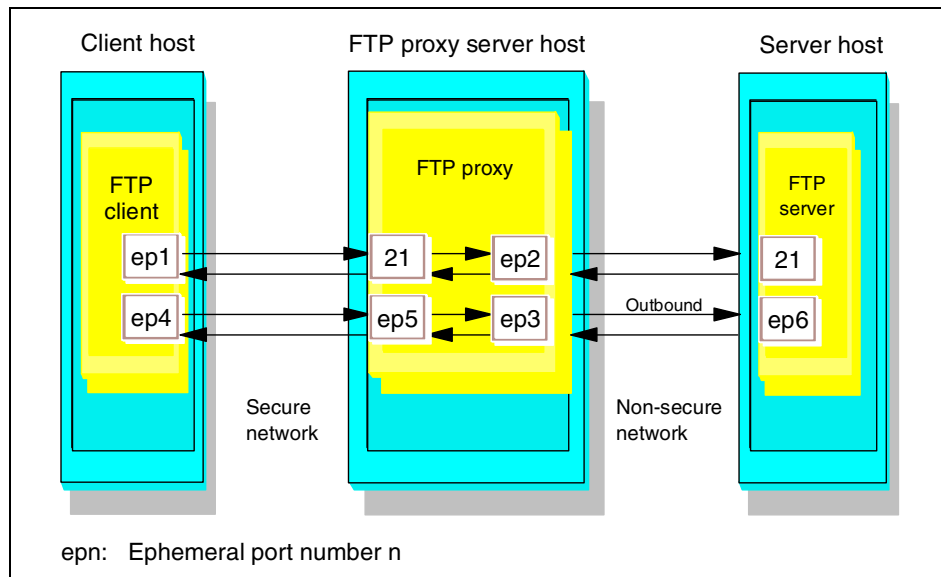 Client host
FTP proxy server host
Server host
FTP
client
FTP proxy
FTP
server
ep1
21
ep2
21
ep4
ep5
ep3
Outbound
ep6
Secure
network
Non-secure
network
epn: Ephemeral port number n